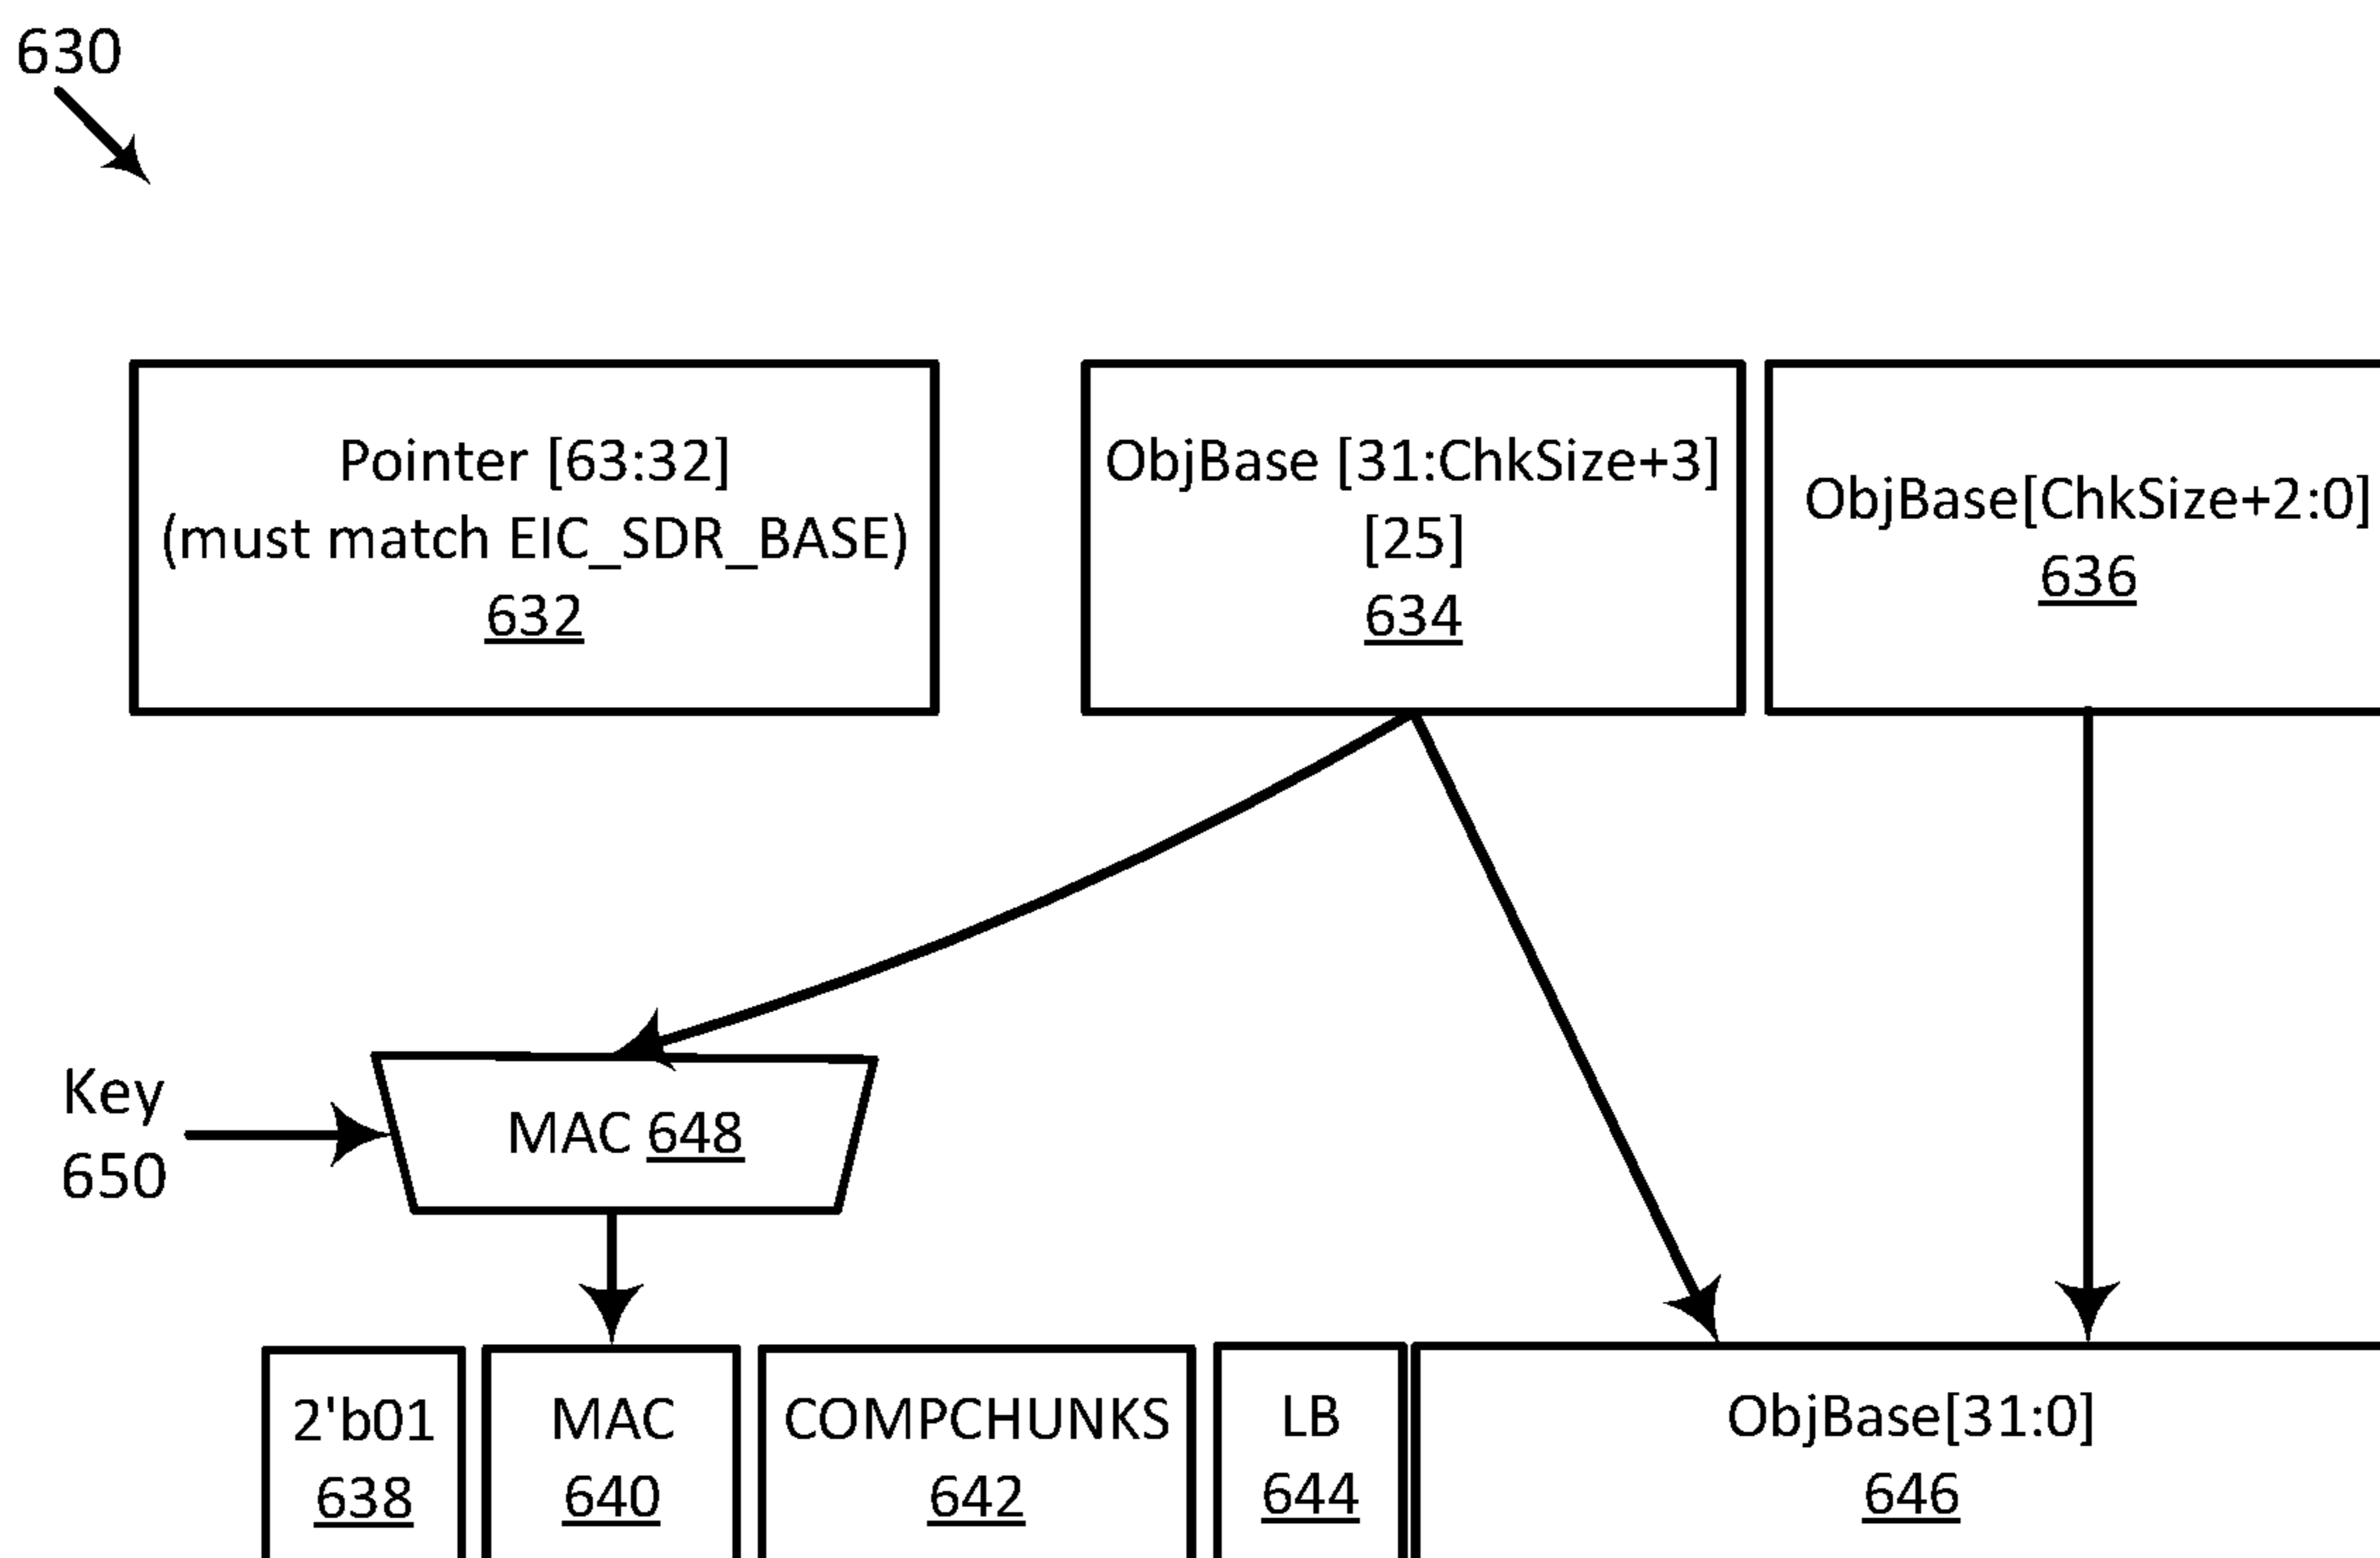 630
Pointer [63:32]
(must match EIC_SDR_BASE)
632
ObjBase [31:ChkSize+3]
[25]
634
ObjBase[ChkSize+2:0]
636
Key
650
MAC 648
2'b01
638
MAC
640
COMPCHUNKS
642
LB
644
ObjBase[31:0]
646